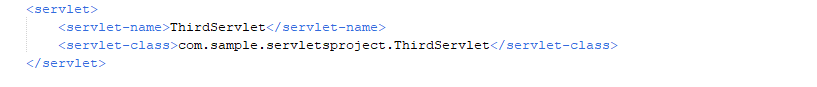 <servlet>
<servlet-name>ThirdServlet</servlet-name>
<servlet-class>com.sample.servletsproject.ThirdServlet</servlet-class>
</servlet>